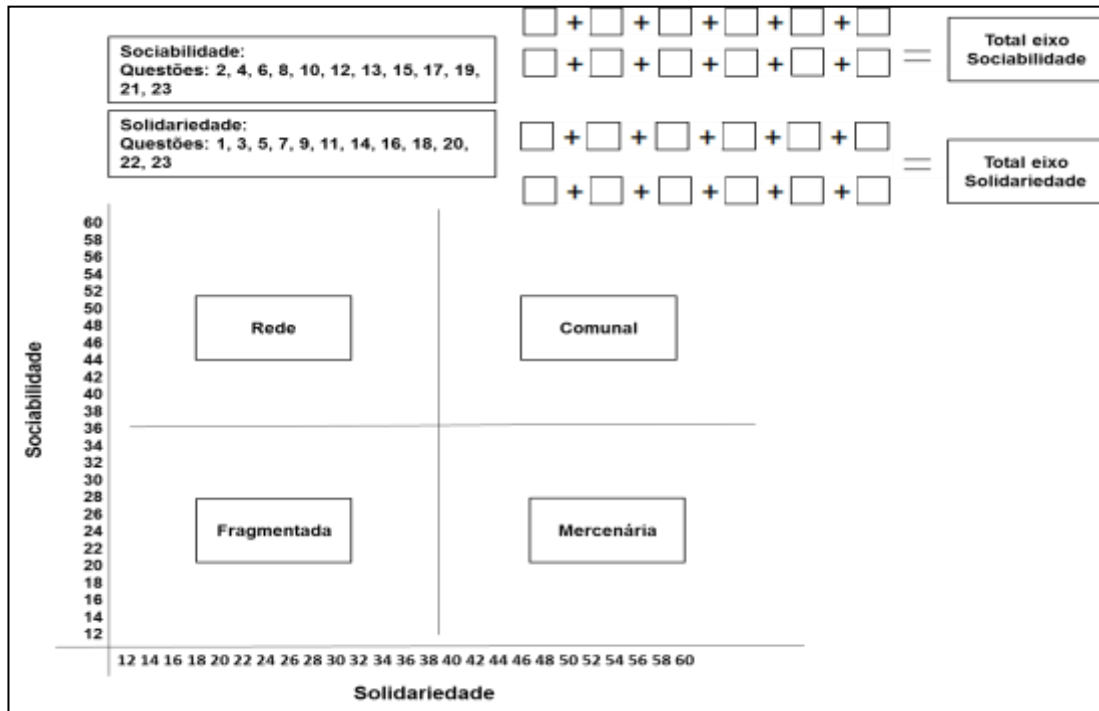 Sociabilidade:
Questões: 2, 4, 6, 8, 10, 12, 13, 15, 17, 19,
21, 23
+ + + + +
+ + + + +
=
Total eixo
Sociabilidade
Solidariedade:
Questões: 1, 3, 5, 7, 9, 11, 14, 16, 18, 20,
22, 23
+ + + + +
+ + + + +
=
Total eixo
Solidariedade
Sociabilidade
60
58
56
54
52
50
48
46
44
42
40
38
36
34
32
30
28
26
24
22
20
18
16
14
12
Rede
Comunal
Fragmentada
Mercenária
12 14 16 18 20 22 24 26 28 30 32 34 36 38 40 42 44 46 48 50 52 54 56 58 60
Solidariedade